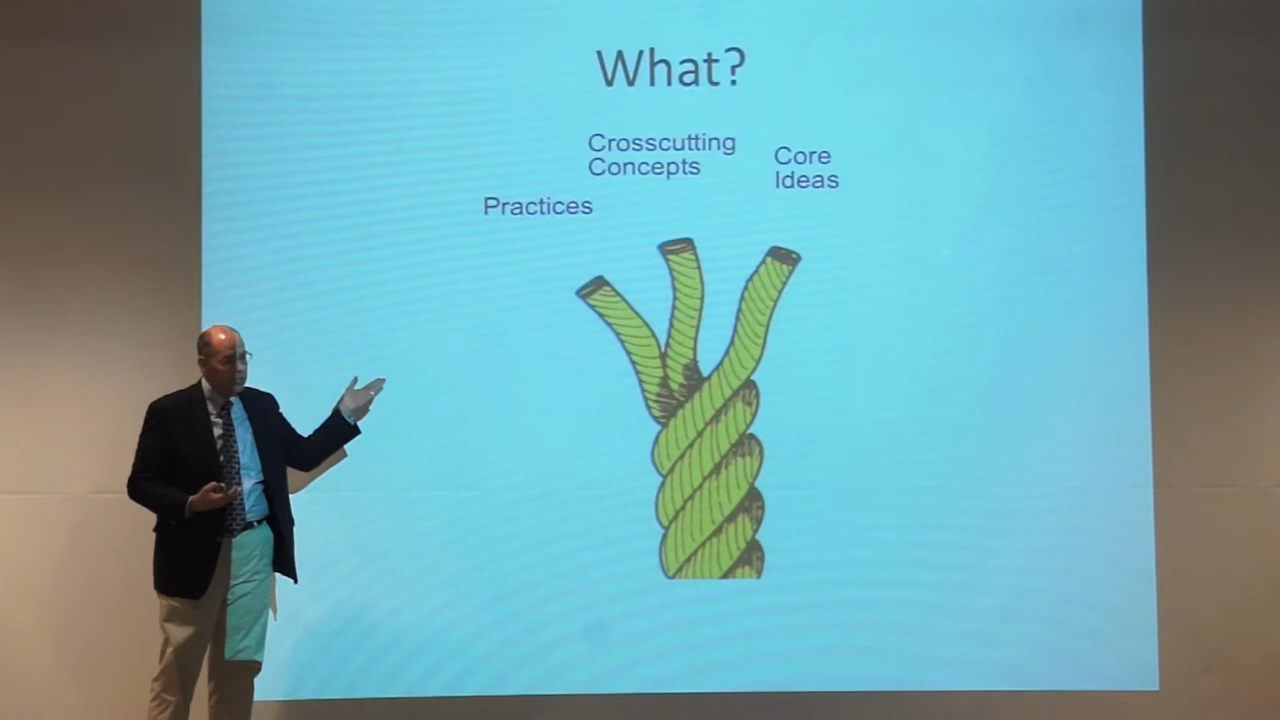 What?
Crosscutting
Concepts
Core
Ideas
Practices